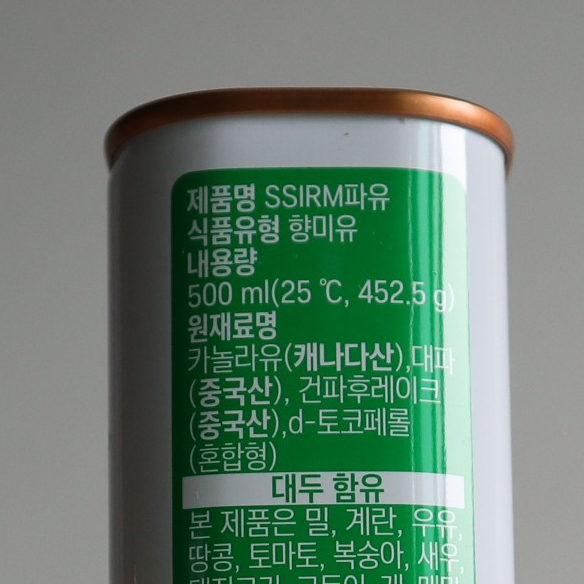 제품명 SSIRM파유
식품유형 향미유
내용량
500 ml(25 ℃, 452.5 g)
원재료명
카놀라유(캐나다산),대파
(중국산), 건파후레이크
(중국산),d-토코페롤
(혼합형)
대두 함유
본 제품은 밀, 계란, 우유,
땅콩, 토마토, 복숭아, 새우,